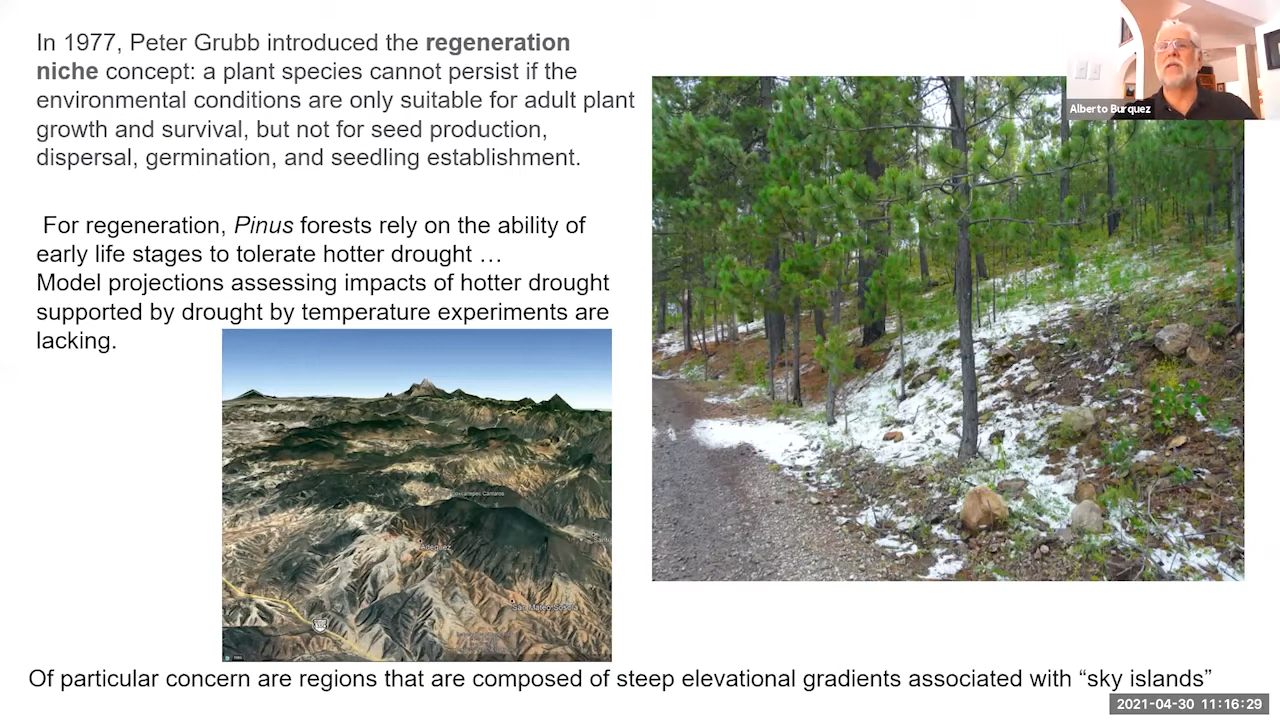 In 1977, Peter Grubb introduced the regeneration
niche concept: a plant species cannot persist if the
environmental conditions are only suitable for adult plant
growth and survival, but not for seed production,
dispersal, germination, and seedling establishment.
For regeneration, Pinus forests rely on the ability of
early life stages to tolerate hotter drought …
Model projections assessing impacts of hotter drought
supported by drought by temperature experiments are
lacking.
Alberto Burquez
San Mateo
Of particular concern are regions that are composed of steep elevational gradients associated with “sky islands”
2021-04-30 11:16:29